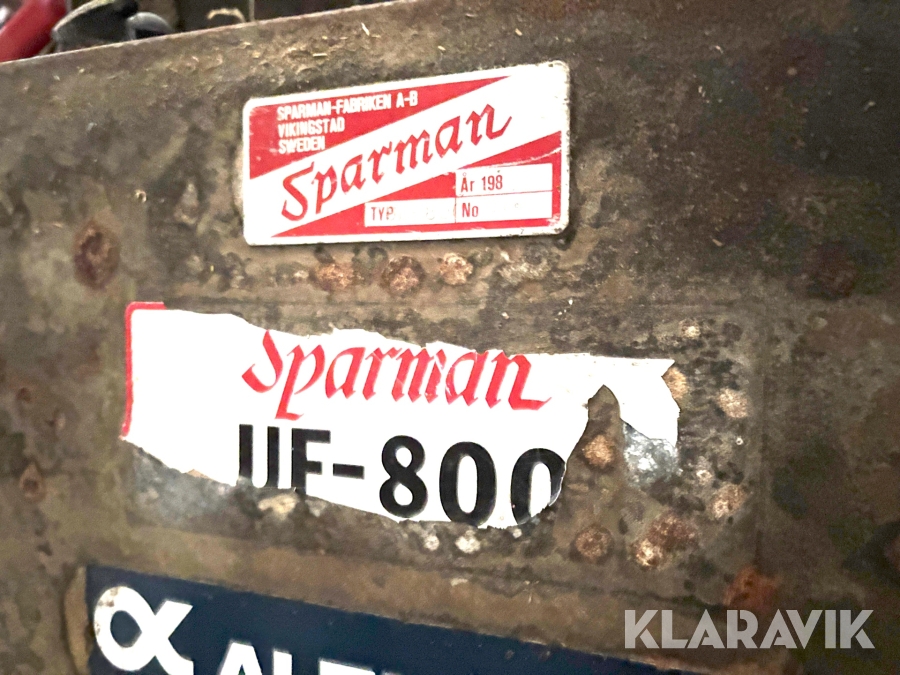 SPARMAN-FABRIKEN A-B
VIKINGSTAD
SWEDEN
Sparman
År 198
TYP
No
Sparman
UF-800
KLARAVIK